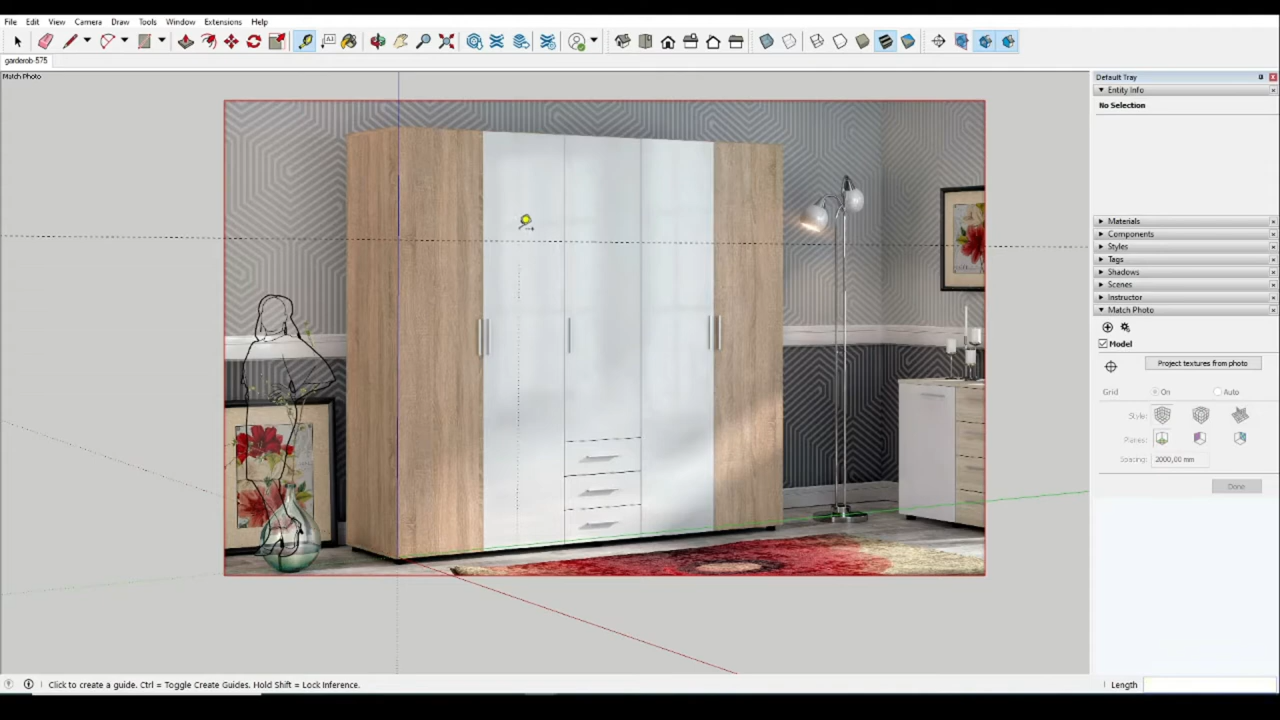 File Edit View Camera Draw Tools Window Extensions Help
garderob-575
Match Photo
Default Tray
Entity Info
No Selection
Materials
Components
Styles
Tags
Shadows
Scenes
Instructor
Match Photo
Model
Project textures from photo
Grid On Auto
Style:
Planes:
Spacing: 2000,00 mm
Done
Click to create a guide. Ctrl = Toggle Create Guides. Hold Shift = Lock Inference.
Length